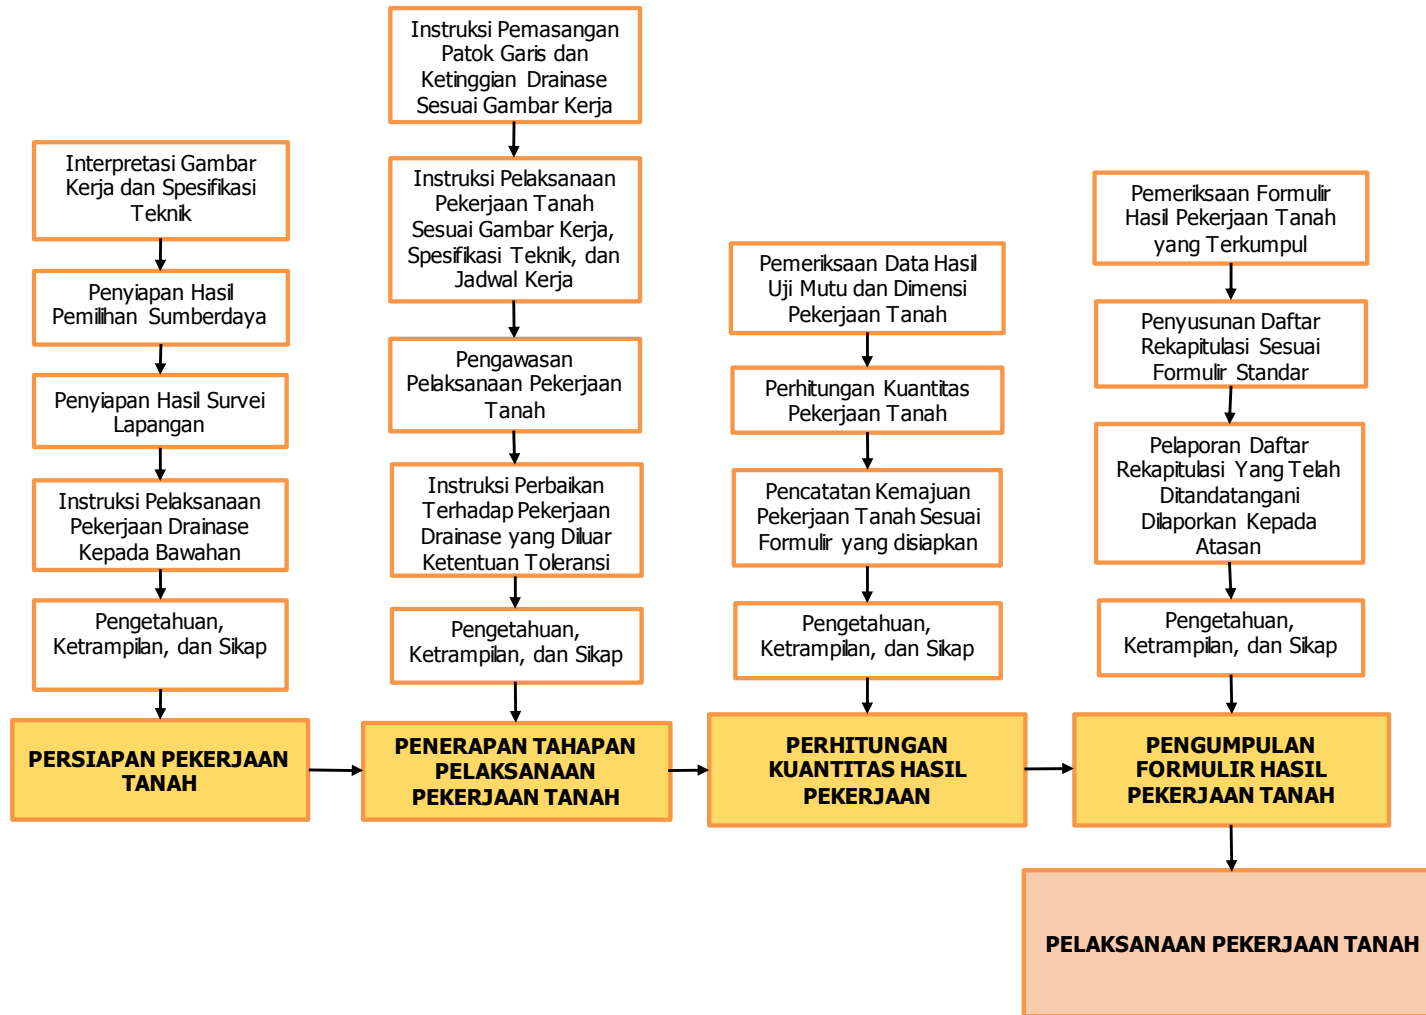 Interpretasi Gambar
Kerja dan Spesifikasi
Teknik
Penyiapan Hasil
Pemilihan Sumberdaya
Penyiapan Hasil Survei
Lapangan
Instruksi Pelaksanaan
Pekerjaan Drainase
Kepada Bawahan
Pengetahuan,
Ketrampilan, dan Sikap
PERSIAPAN PEKERJAAN
TANAH
Instruksi Pemasangan
Patok Garis dan
Ketinggian Drainase
Sesuai Gambar Kerja
Instruksi Pelaksanaan
Pekerjaan Tanah
Sesuai Gambar Kerja,
Spesifikasi Teknik, dan
Jadwal Kerja
Pengawasan
Pelaksanaan Pekerjaan
Tanah
Instruksi Perbaikan
Terhadap Pekerjaan
Drainase yang Diluar
Ketentuan Toleransi
Pengetahuan,
Ketrampilan, dan Sikap
PENERAPAN TAHAPAN
PELAKSANAAN
PEKERJAAN TANAH
Pemeriksaan Data Hasil
Uji Mutu dan Dimensi
Pekerjaan Tanah
Perhitungan Kuantitas
Pekerjaan Tanah
Pencatatan Kemajuan
Pekerjaan Tanah Sesuai
Formulir yang disiapkan
Pengetahuan,
Ketrampilan, dan Sikap
PERHITUNGAN
KUANTITAS HASIL
PEKERJAAN
Pemeriksaan Formulir
Hasil Pekerjaan Tanah
yang Terkumpul
Penyusunan Daftar
Rekapitulasi Sesuai
Formulir Standar
Pelaporan Daftar
Rekapitulasi Yang Telah
Ditandatangani
Dilaporkan Kepada
Atasan
Pengetahuan,
Ketrampilan, dan Sikap
PENGUMPULAN
FORMULIR HASIL
PEKERJAAN TANAH
PELAKSANAAN PEKERJAAN TANAH